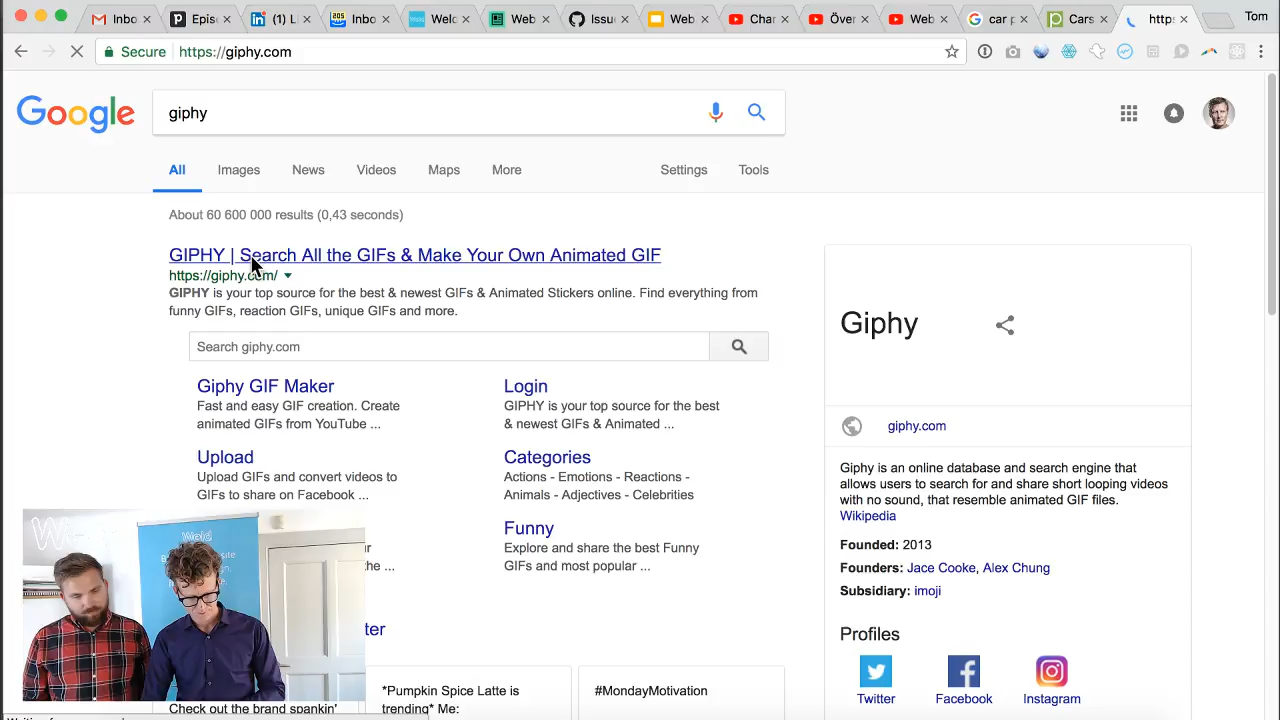 Inbo
Epis
(1) L
205
Inbo
Weld
Welc
Web
Issu
Web
Cha
Över
Web
car p
Cars
https
Tom
Secure
https://giphy.com
Google
giphy
All
Images
News
Videos
Maps
More
Settings
Tools
About 60 600 000 results (0,43 seconds)
GIPHY | Search All the GIFs & Make Your Own Animated GIF
https://giphy.com/
GIPHY is your top source for the best & newest GIFs & Animated Stickers online. Find everything from
funny GIFs, reaction GIFs, unique GIFs and more.
Search giphy.com
Giphy GIF Maker
Fast and easy GIF creation. Create
animated GIFs from YouTube ...
Login
GIPHY is your top source for the best
& newest GIFs & Animated ...
Upload
Upload GIFs and convert videos to
GIFs to share on Facebook ...
Categories
Actions - Emotions - Reactions -
Animals - Adjectives - Celebrities
Funny
Explore and share the best Funny
GIFs and most popular ...
or
the ...
Weld
ter
*Pumpkin Spice Latte is
trending* Me:
#MondayMotivation
Check out the brand spankin'
Giphy
giphy.com
Giphy is an online database and search engine that
allows users to search for and share short looping videos
with no sound, that resemble animated GIF files.
Wikipedia
Founded: 2013
Founders: Jace Cooke, Alex Chung
Subsidiary: imoji
Profiles
Twitter
Facebook
Instagram